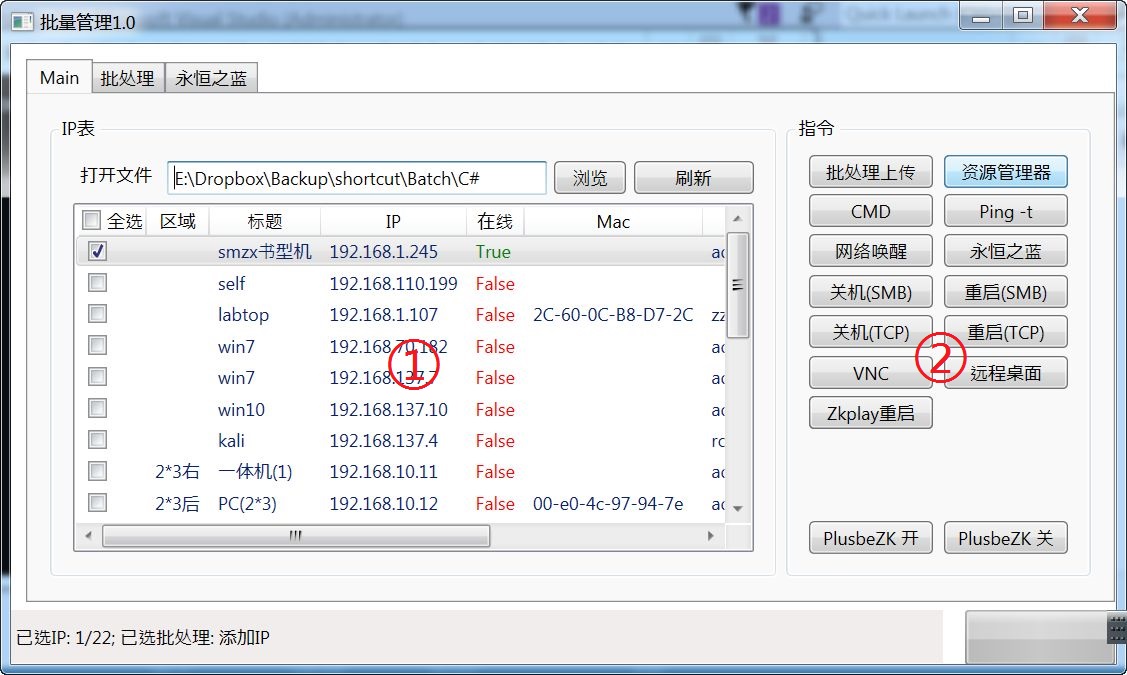 批量管理1.0
Quick Launch
Main 批处理 永恒之蓝
IP表
指令
打开文件 E:\Dropbox\Backup\shortcut\Batch\C# 浏览 刷新
全选 区域 标题 IP 在线 Mac
smzx书型机 192.168.1.245 True
self 192.168.110.199 False
labtop 192.168.1.107 False 2C-60-0C-B8-D7-2C zz
win7 192.168.70.182 False
win7 192.168.137.7 False
win10 192.168.137.10 False
kali 192.168.137.4 False
2*3右 一体机(1) 192.168.10.11 False
2*3后 PC(2*3) 192.168.10.12 False 00-e0-4c-97-94-7e
①
批处理上传 资源管理器
CMD Ping -t
网络唤醒 永恒之蓝
关机(SMB) 重启(SMB)
关机(TCP) 重启(TCP)
②
VNC 远程桌面
Zkplay重启
PlusbeZK 开 PlusbeZK 关
已选IP: 1/22; 已选批处理: 添加IP